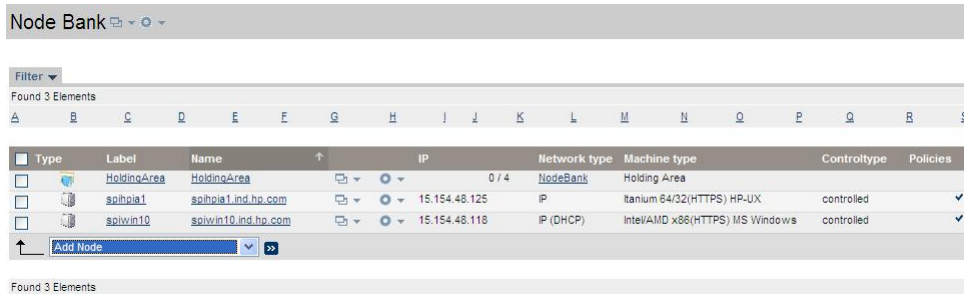 Node Bank
Filter
Found 3 Elements
A B C D E F G H I J K L M N O P Q R S
Type Label Name IP Network type Machine type Controltype Policies
HoldingArea HoldingArea 0 / 4 NodeBank Holding Area
spihpia1 spihpia1.ind.hp.com 15.154.48.125 IP Itanium 64/32(HTTPS) HP-UX controlled
spiwin10 spiwin10.ind.hp.com 15.154.48.118 IP (DHCP) Intel/AMD x86(HTTPS) MS Windows controlled
Add Node
Found 3 Elements